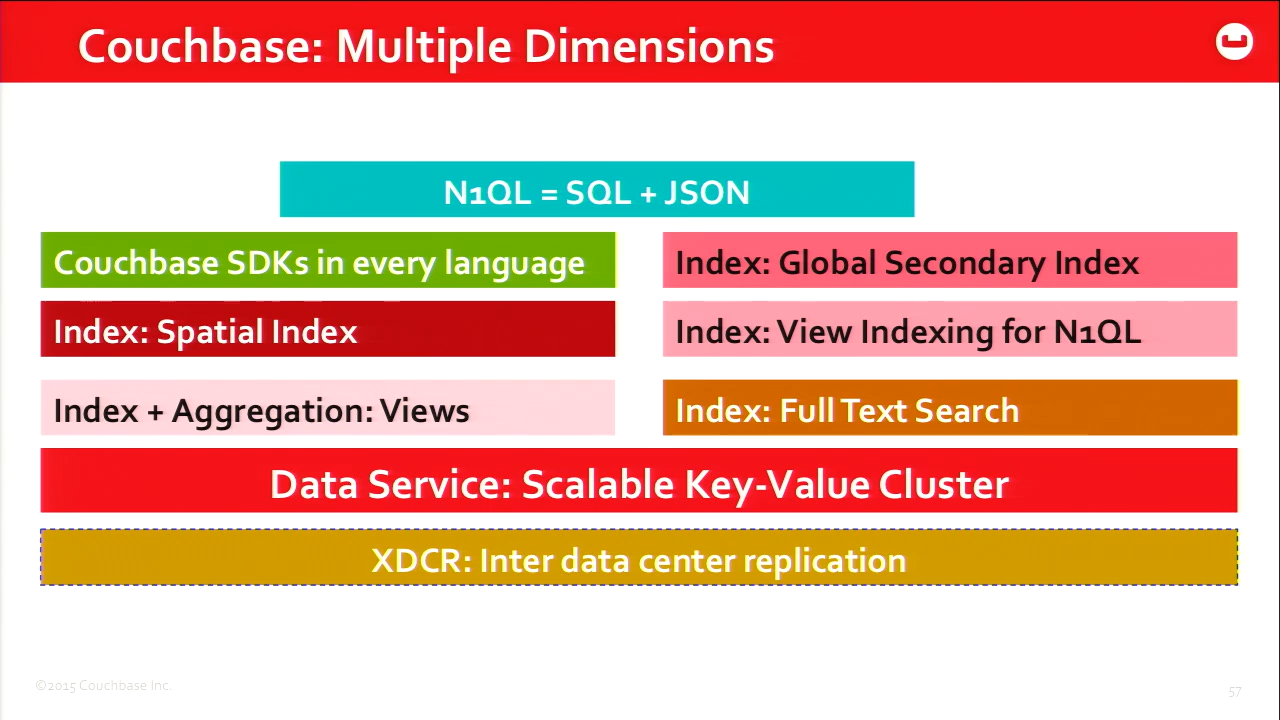 Couchbase: Multiple Dimensions
N1QL = SQL + JSON
Couchbase SDKs in every language
Index: Global Secondary Index
Index: Spatial Index
Index: View Indexing for N1QL
Index + Aggregation: Views
Index: Full Text Search
Data Service: Scalable Key-Value Cluster
XDCR: Inter data center replication
©2015 Couchbase Inc.
57